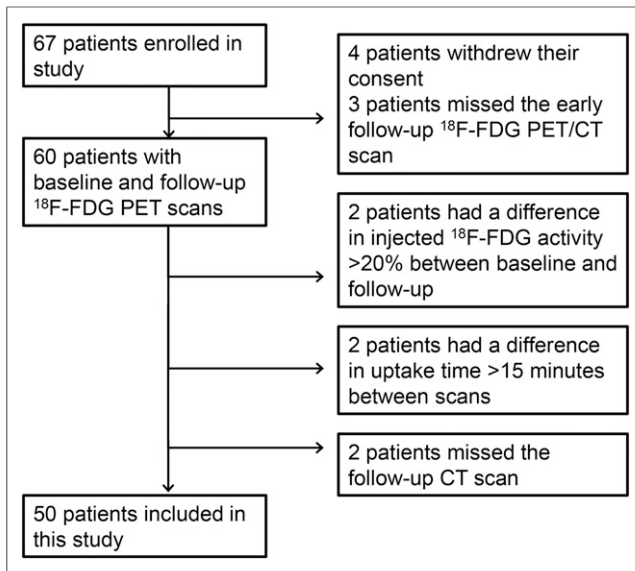 67 patients enrolled in
study
4 patients withdrew their
consent
3 patients missed the early
follow-up ¹⁸F-FDG PET/CT
scan
60 patients with
baseline and follow-up
¹⁸F-FDG PET scans
2 patients had a difference
in injected ¹⁸F-FDG activity
>20% between baseline and
follow-up
2 patients had a difference
in uptake time >15 minutes
between scans
2 patients missed the
follow-up CT scan
50 patients included in
this study